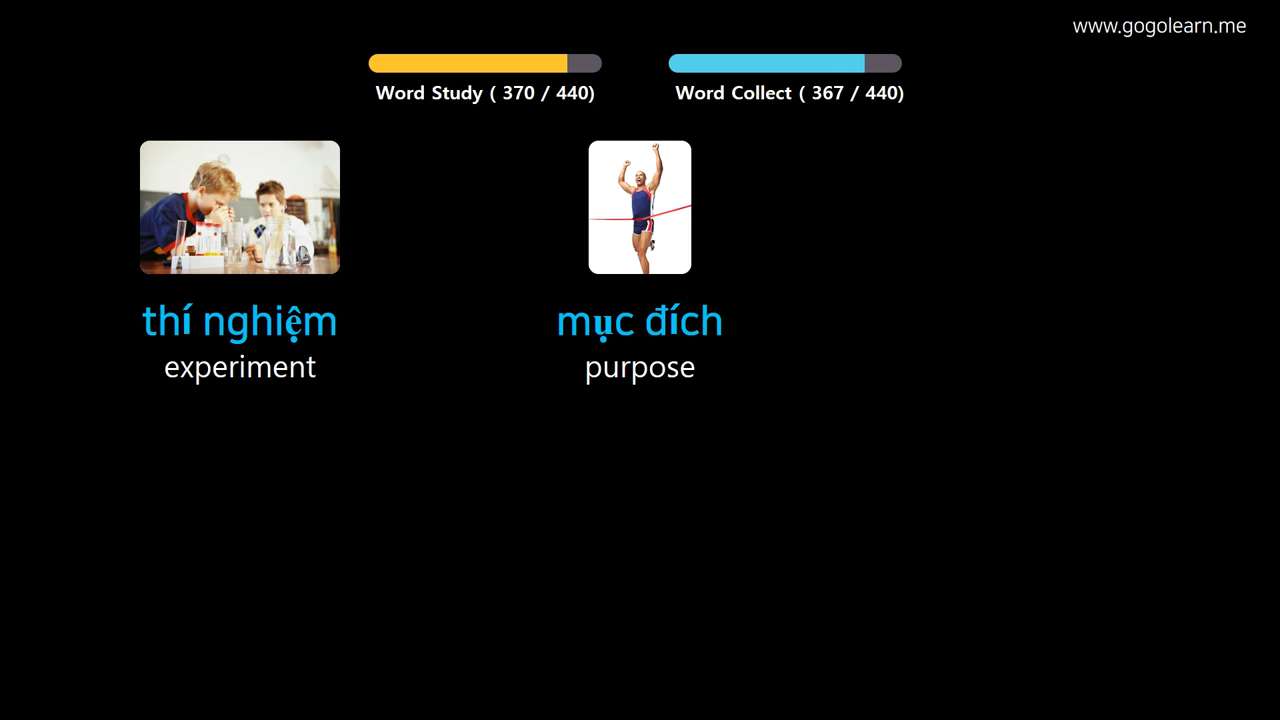 www.gogolearn.me
Word Study ( 370 / 440)
Word Collect ( 367 / 440)
thí nghiệm
experiment
mục đích
purpose